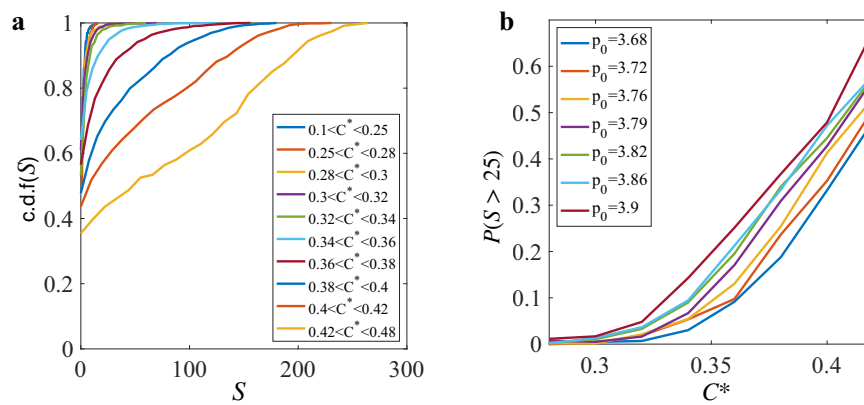 a
c.d.f(S)
1
0.8
0.6
0.4
0.2
0
0
100
200
300
S
0.1<C*<0.25
0.25<C*<0.28
0.28<C*<0.3
0.3<C*<0.32
0.32<C*<0.34
0.34<C*<0.36
0.36<C*<0.38
0.38<C*<0.4
0.4<C*<0.42
0.42<C*<0.48
b
P(S > 25)
0.6
0.5
0.4
0.3
0.2
0.1
0
0.3
0.35
0.4
C*
p0=3.68
p0=3.72
p0=3.76
p0=3.79
p0=3.82
p0=3.86
p0=3.9